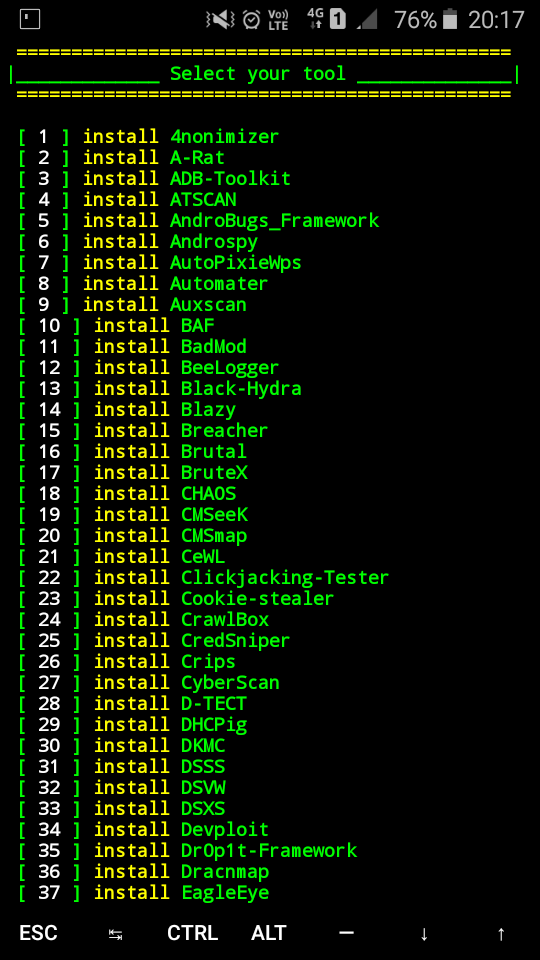 Vo)) LTE 4G 1 76% 20:17
=============================================
|_____________ Select your tool ______________|
=============================================
[ 1 ] install 4nonimizer
[ 2 ] install A-Rat
[ 3 ] install ADB-Toolkit
[ 4 ] install ATSCAN
[ 5 ] install AndroBugs_Framework
[ 6 ] install Androspy
[ 7 ] install AutoPixieWps
[ 8 ] install Automater
[ 9 ] install Auxscan
[ 10 ] install BAF
[ 11 ] install BadMod
[ 12 ] install BeeLogger
[ 13 ] install Black-Hydra
[ 14 ] install Blazy
[ 15 ] install Breacher
[ 16 ] install Brutal
[ 17 ] install BruteX
[ 18 ] install CHAOS
[ 19 ] install CMSeeK
[ 20 ] install CMSmap
[ 21 ] install CeWL
[ 22 ] install Clickjacking-Tester
[ 23 ] install Cookie-stealer
[ 24 ] install CrawlBox
[ 25 ] install CredSniper
[ 26 ] install Crips
[ 27 ] install CyberScan
[ 28 ] install D-TECT
[ 29 ] install DHCPig
[ 30 ] install DKMC
[ 31 ] install DSSS
[ 32 ] install DSVW
[ 33 ] install DSXS
[ 34 ] install Devploit
[ 35 ] install Dr0p1t-Framework
[ 36 ] install Dracnmap
[ 37 ] install EagleEye
ESC ↹ CTRL ALT — ↓ ↑